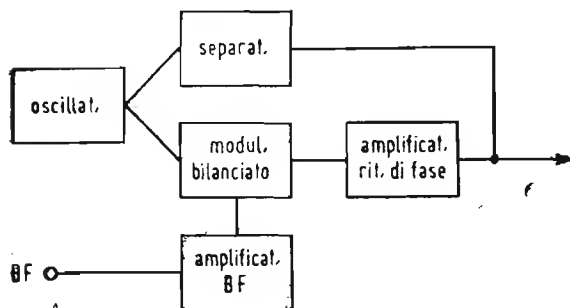 separat.
oscillat.
modul.
bilanciato
amplificat.
rit. di fase
BF
amplificat.
BF